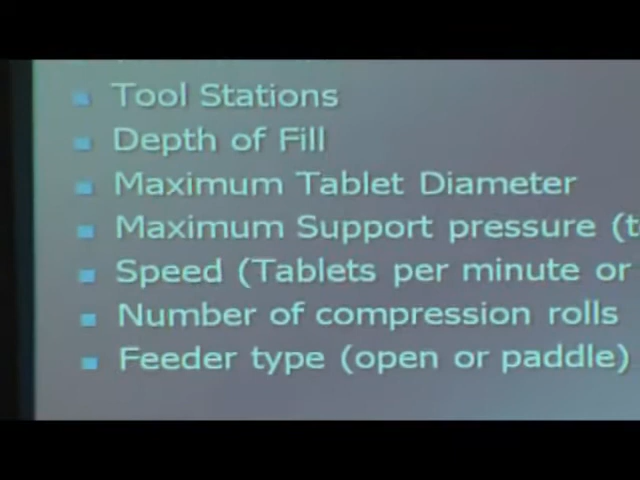 Tool Stations
Depth of Fill
Maximum Tablet Diameter
Maximum Support pressure
Speed (Tablets per minute or
Number of compression rolls
Feeder type (open or paddle)